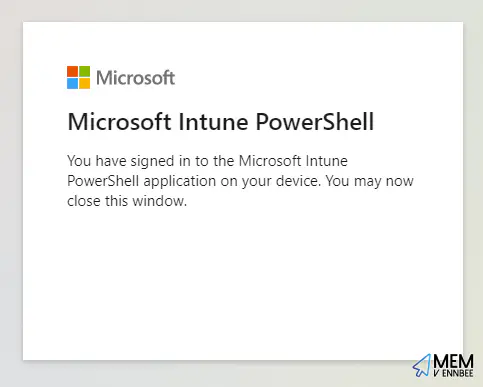 Microsoft
Microsoft Intune PowerShell
You have signed in to the Microsoft Intune
PowerShell application on your device. You may now
close this window.
MEM
V ENNBEE